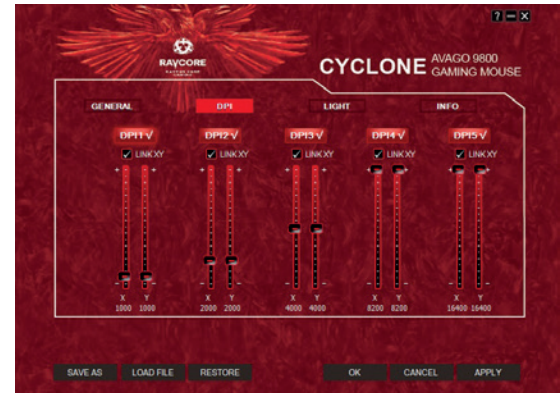 ? – X
RAVCORE
CYCLONE AVAGO 9800
GAMING MOUSE
GENERAL DPI LIGHT INFO
DPI1 √ DPI2 √ DPI3 √ DPI4 √ DPI5 √
LINK XY LINK XY LINK XY LINK XY LINK XY
+ + + + + + + + + +
- - - - - - - - - -
X Y X Y X Y X Y X Y
1000 1000 2000 2000 4000 4000 8200 8200 16400 16400
SAVE AS LOAD FILE RESTORE OK CANCEL APPLY